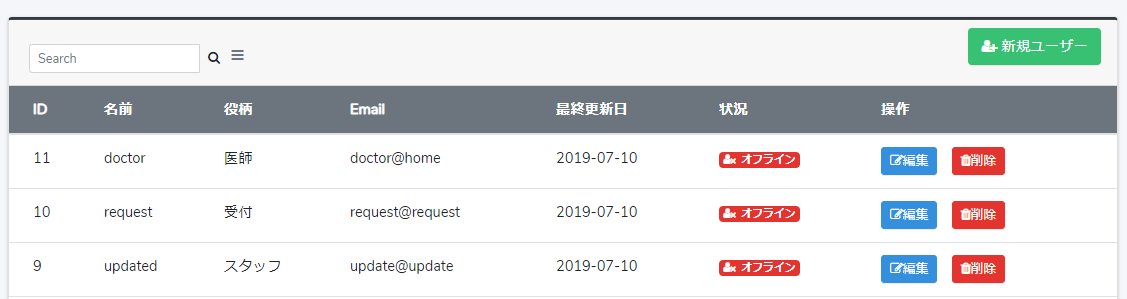 Search
新規ユーザー
ID 名前 役柄 Email 最終更新日 状況 操作
11 doctor 医師 doctor@home 2019-07-10 オフライン 編集 削除
10 request 受付 request@request 2019-07-10 オフライン 編集 削除
9 updated スタッフ update@update 2019-07-10 オフライン 編集 削除